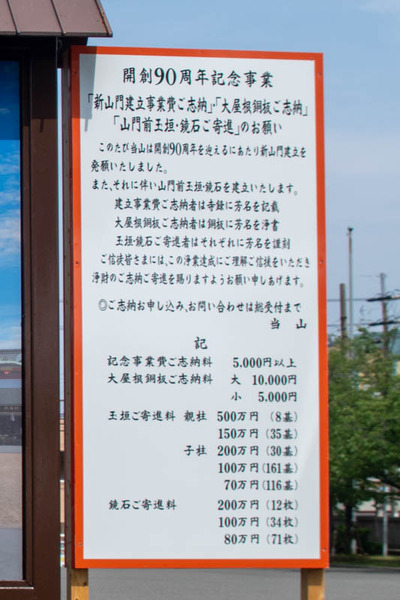 開創90周年記念事業
「新山門建立事業費ご志納」・「大屋根銅板ご志納」
「山門前玉垣・鏡石ご寄進」のお願い
このたび当山は開創90周年を迎えるにあたり新山門建立を
発願いたしました。
また、それに伴い山門前玉垣・鏡石を建立いたします。
建立事業費ご志納者は寺録に芳名を記載
大屋根銅板ご志納者は銅板に芳名を浄書
玉垣・鏡石ご寄進者はそれぞれに芳名を謹刻
ご信徒皆さまには、この浄業達成にご理解ご信援をいただき
浄財のご志納ご寄進を賜りますようお願い申しあげます。
◎ご志納お申し込み、お問い合わせは総受付まで
当 山
記
記念事業費ご志納料 5.000円以上
大屋根銅板ご志納料 大 10.000円
小 5.000円
玉垣ご寄進料 親柱 500万円 (8基)
150万円 (35基)
子柱 200万円 (30基)
100万円 (161基)
70万円 (116基)
鏡石ご寄進料 200万円 (12枚)
100万円 (34枚)
80万円 (71枚)